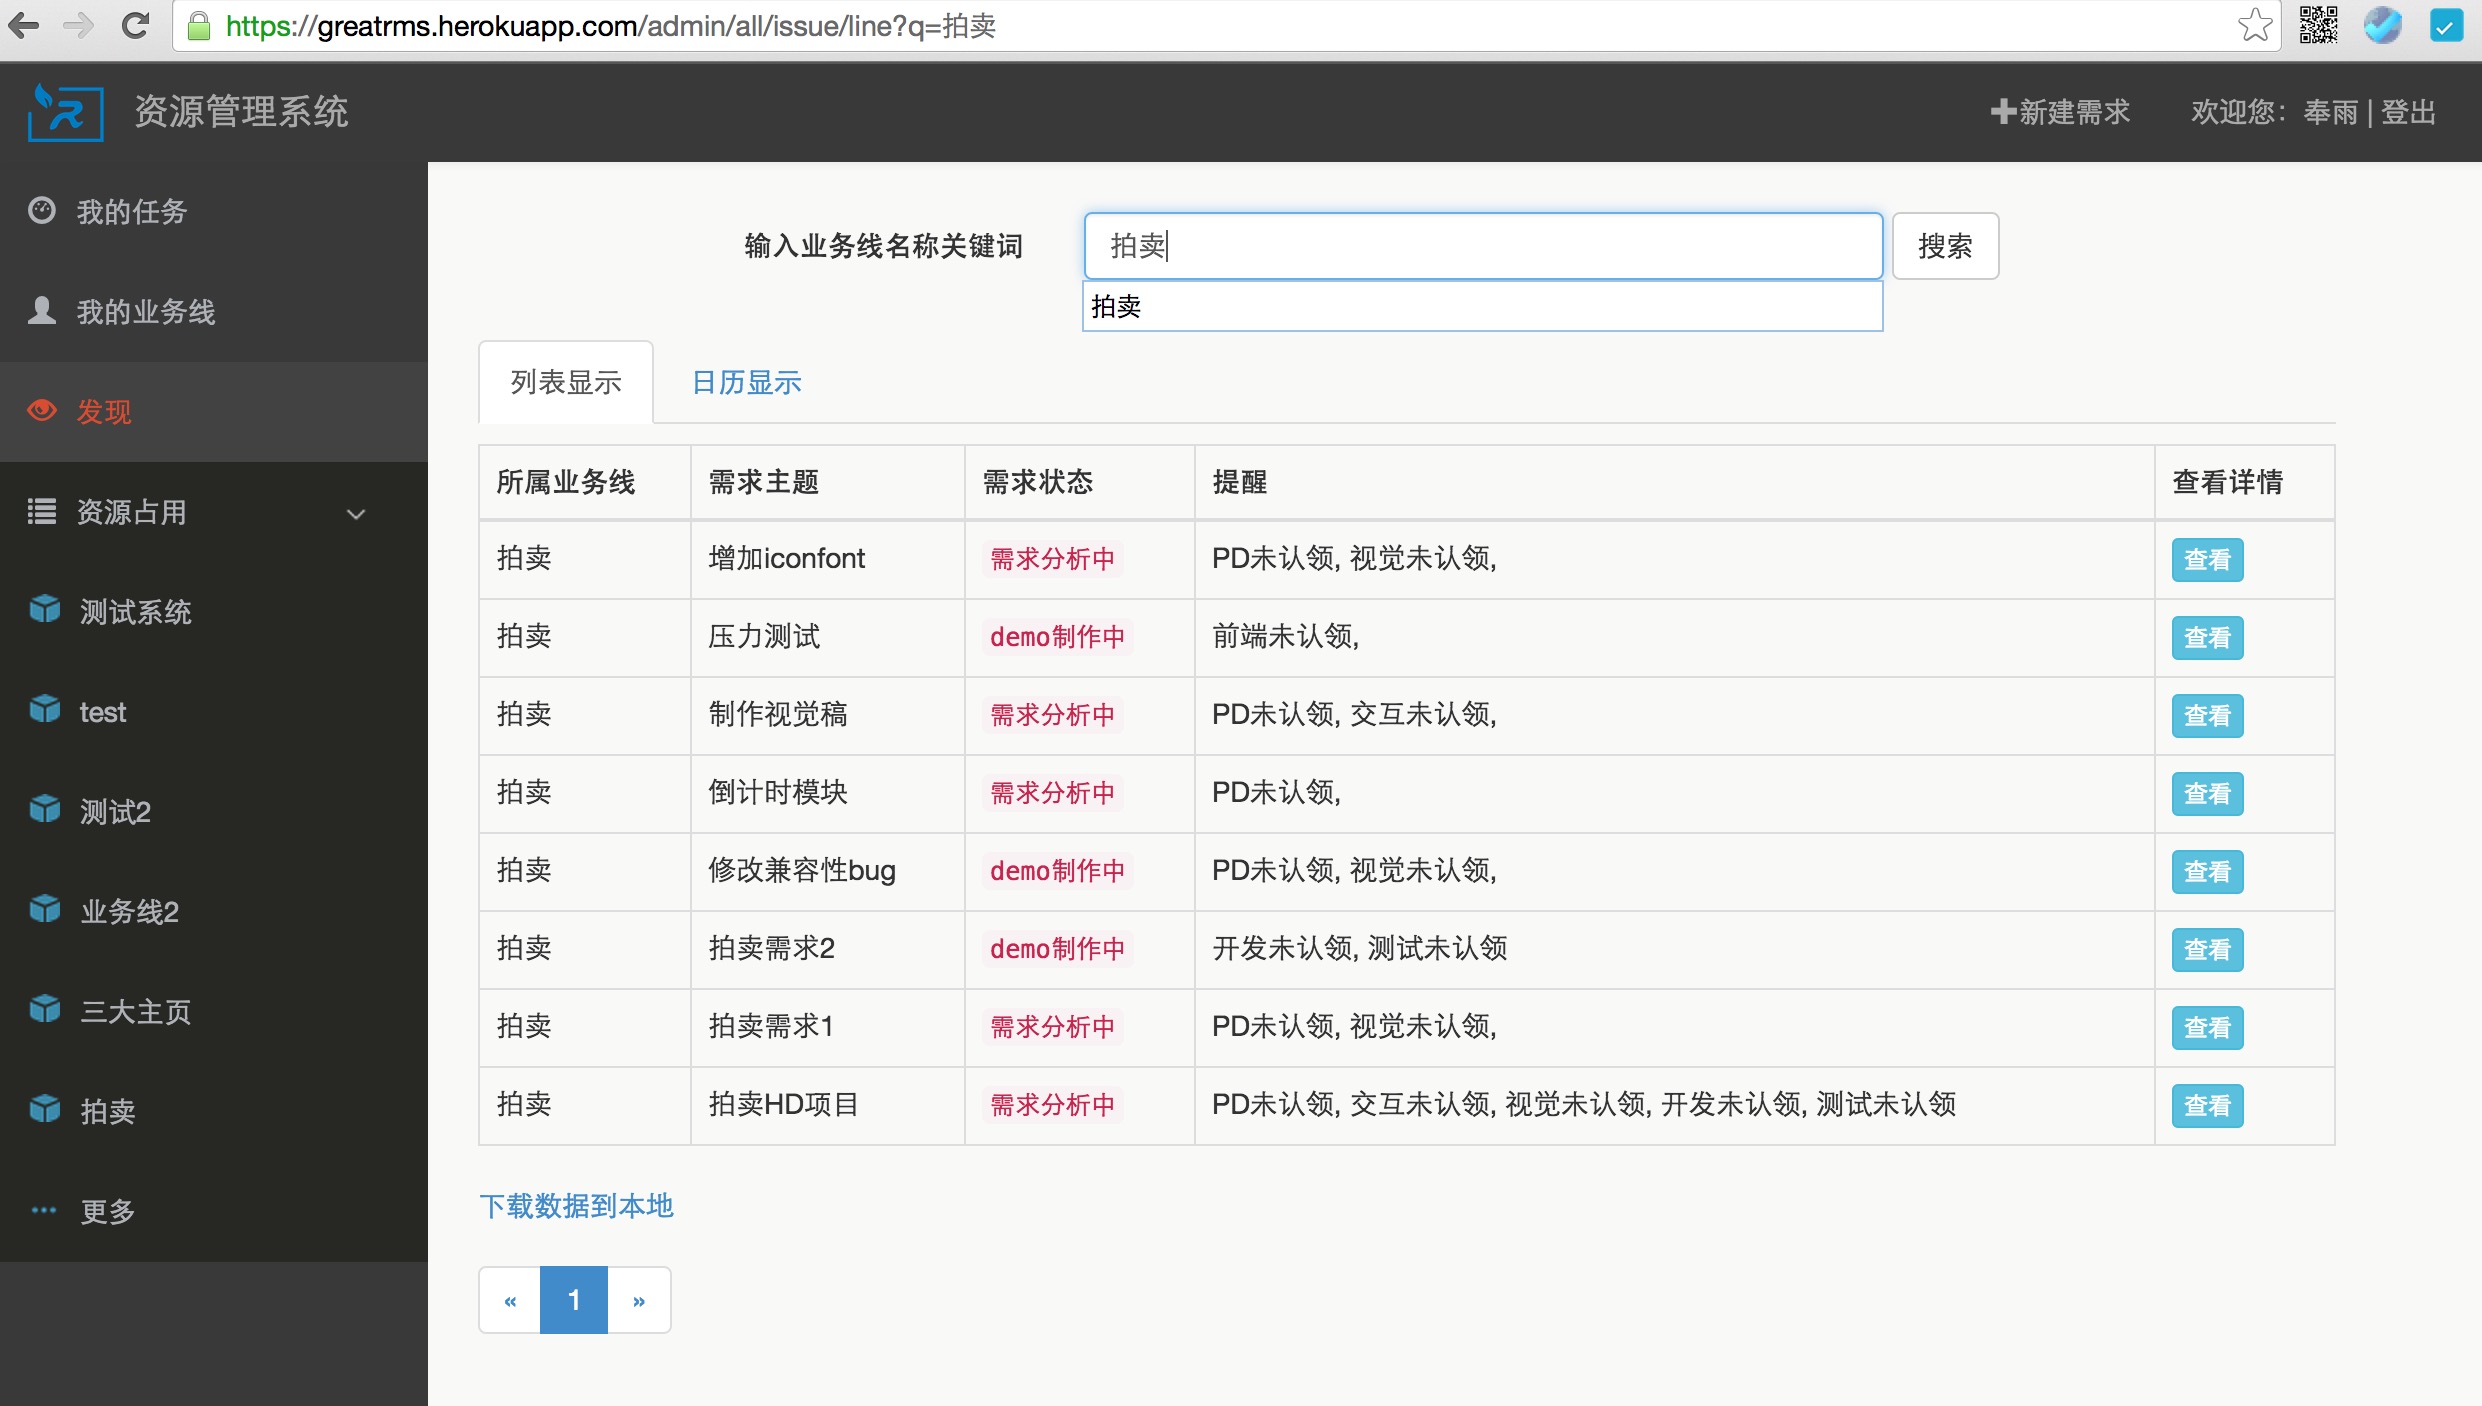 https://greatrms.herokuapp.com/admin/all/issue/line?q=拍卖
资源管理系统
新建需求 欢迎您：奉雨 | 登出
我的任务
我的业务线
发现
资源占用
测试系统
test
测试2
业务线2
三大主页
拍卖
更多
输入业务线名称关键词 拍卖 搜索
拍卖
列表显示 日历显示
所属业务线 需求主题 需求状态 提醒 查看详情
拍卖 增加iconfont 需求分析中 PD未认领, 视觉未认领, 查看
拍卖 压力测试 demo制作中 前端未认领, 查看
拍卖 制作视觉稿 需求分析中 PD未认领, 交互未认领, 查看
拍卖 倒计时模块 需求分析中 PD未认领, 查看
拍卖 修改兼容性bug demo制作中 PD未认领, 视觉未认领, 查看
拍卖 拍卖需求2 demo制作中 开发未认领, 测试未认领 查看
拍卖 拍卖需求1 需求分析中 PD未认领, 视觉未认领, 查看
拍卖 拍卖HD项目 需求分析中 PD未认领, 交互未认领, 视觉未认领, 开发未认领, 测试未认领 查看
下载数据到本地
« 1 »